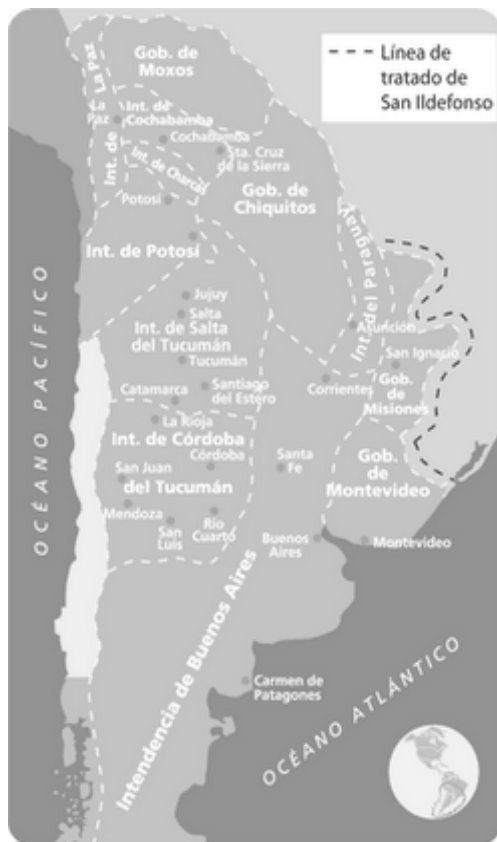 Línea de
tratado de
San Ildefonso
Gob. de
Moxos
La Paz
La
Paz
Int. de
Int. de
Cochabamba
Cochabamba
Int. de Charcas
Sta. Cruz
de la Sierra
Gob. de
Chiquitos
Potosí
Int. de Potosí
Int. del Paraguay
Jujuy
Salta
Int. de Salta
del Tucumán
Tucumán
Asunción
San Ignacio
Gob.
de
Misiones
Corrientes
Catamarca
Santiago
del Estero
La Rioja
Int. de Córdoba
Córdoba
San Juan
del Tucumán
Santa
Fe
Gob.
de
Montevideo
Mendoza
San
Luis
Río
Cuarto
Buenos
Aires
Montevideo
Intendencia de Buenos Aires
Carmen de
Patagones
OCÉANO PACÍFICO
OCÉANO ATLÁNTICO